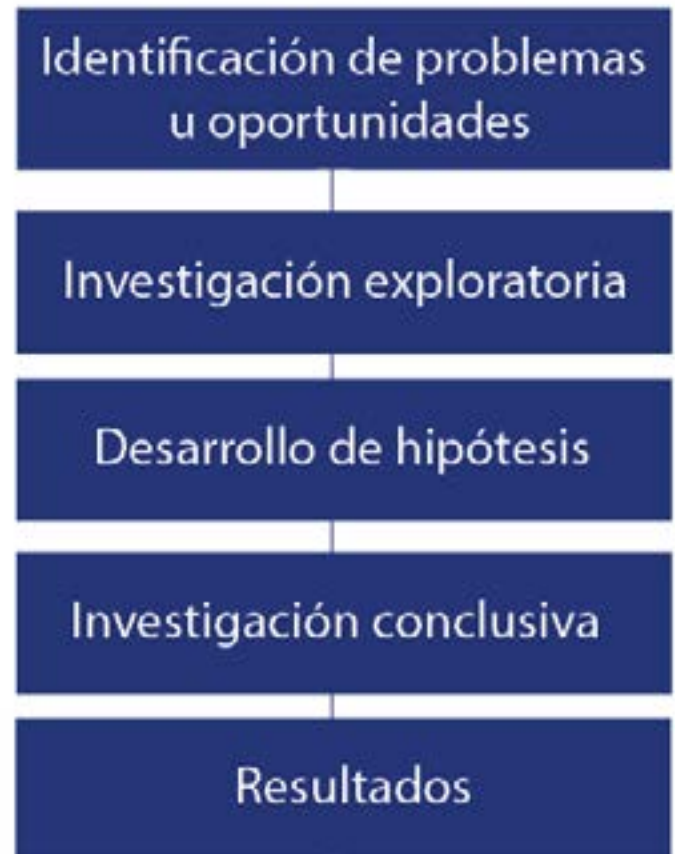 Identificación de problemas
u oportunidades
Investigación exploratoria
Desarrollo de hipótesis
Investigación conclusiva
Resultados